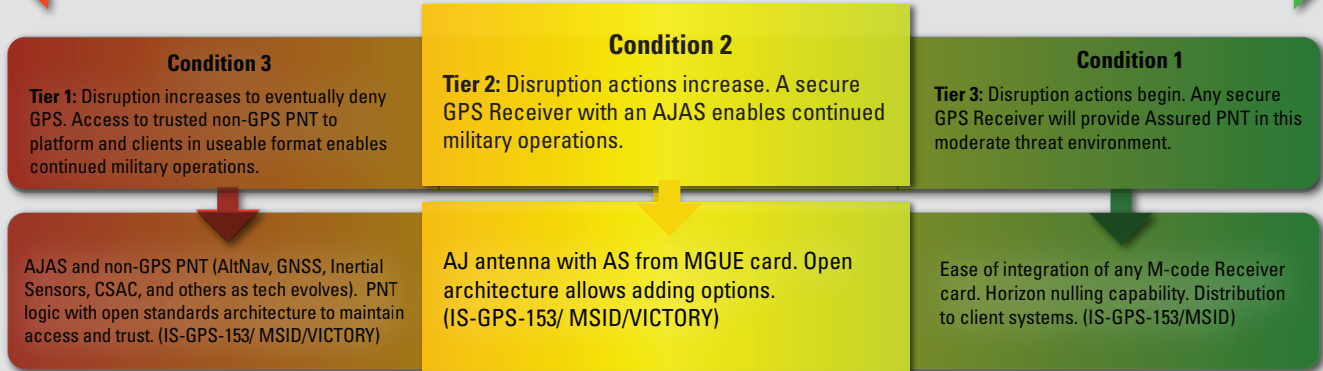 Condition 3
Tier 1: Disruption increases to eventually deny
GPS. Access to trusted non-GPS PNT to
platform and clients in useable format enables
continued military operations.
Condition 2
Tier 2: Disruption actions increase. A secure
GPS Receiver with an AJAS enables continued
military operations.
Condition 1
Tier 3: Disruption actions begin. Any secure
GPS Receiver will provide Assured PNT in this
moderate threat environment.
AJAS and non-GPS PNT (AltNav, GNSS, Inertial
Sensors, CSAC, and others as tech evolves). PNT
logic with open standards architecture to maintain
access and trust. (IS-GPS-153/ MSID/VICTORY)
AJ antenna with AS from MGUE card. Open
architecture allows adding options.
(IS-GPS-153/ MSID/VICTORY)
Ease of integration of any M-code Receiver
card. Horizon nulling capability. Distribution
to client systems. (IS-GPS-153/MSID)